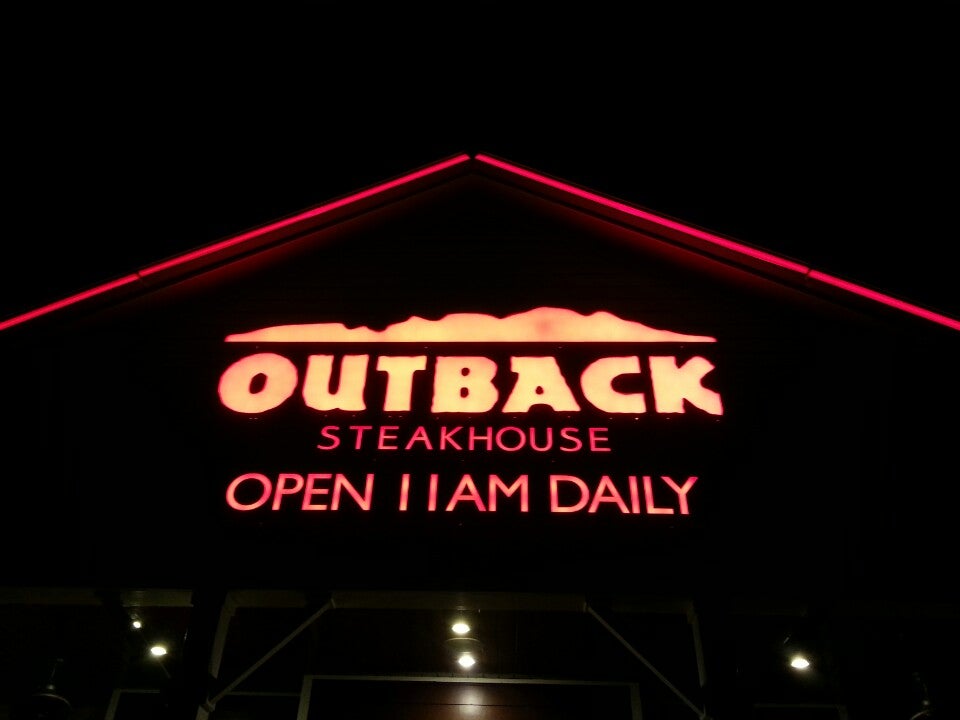 OUTBACK
STEAKHOUSE
OPEN 11AM DAILY